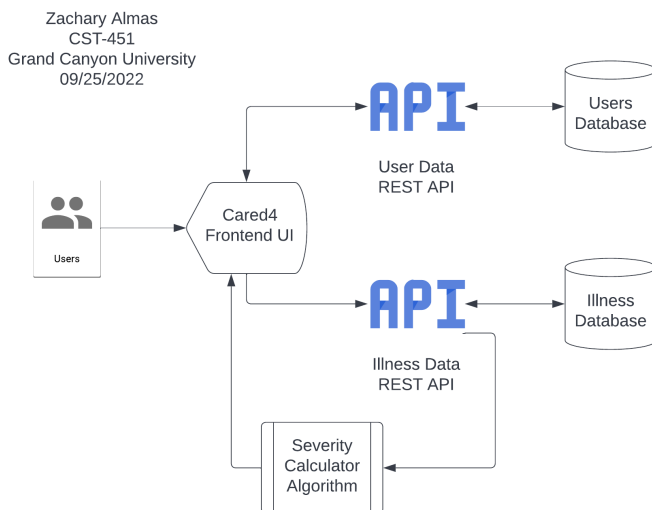 Zachary Almas
CST-451
Grand Canyon University
09/25/2022
API
Users
Database
User Data
REST API
Cared4
Frontend UI
Users
API
Illness
Database
Illness Data
REST API
Severity
Calculator
Algorithm